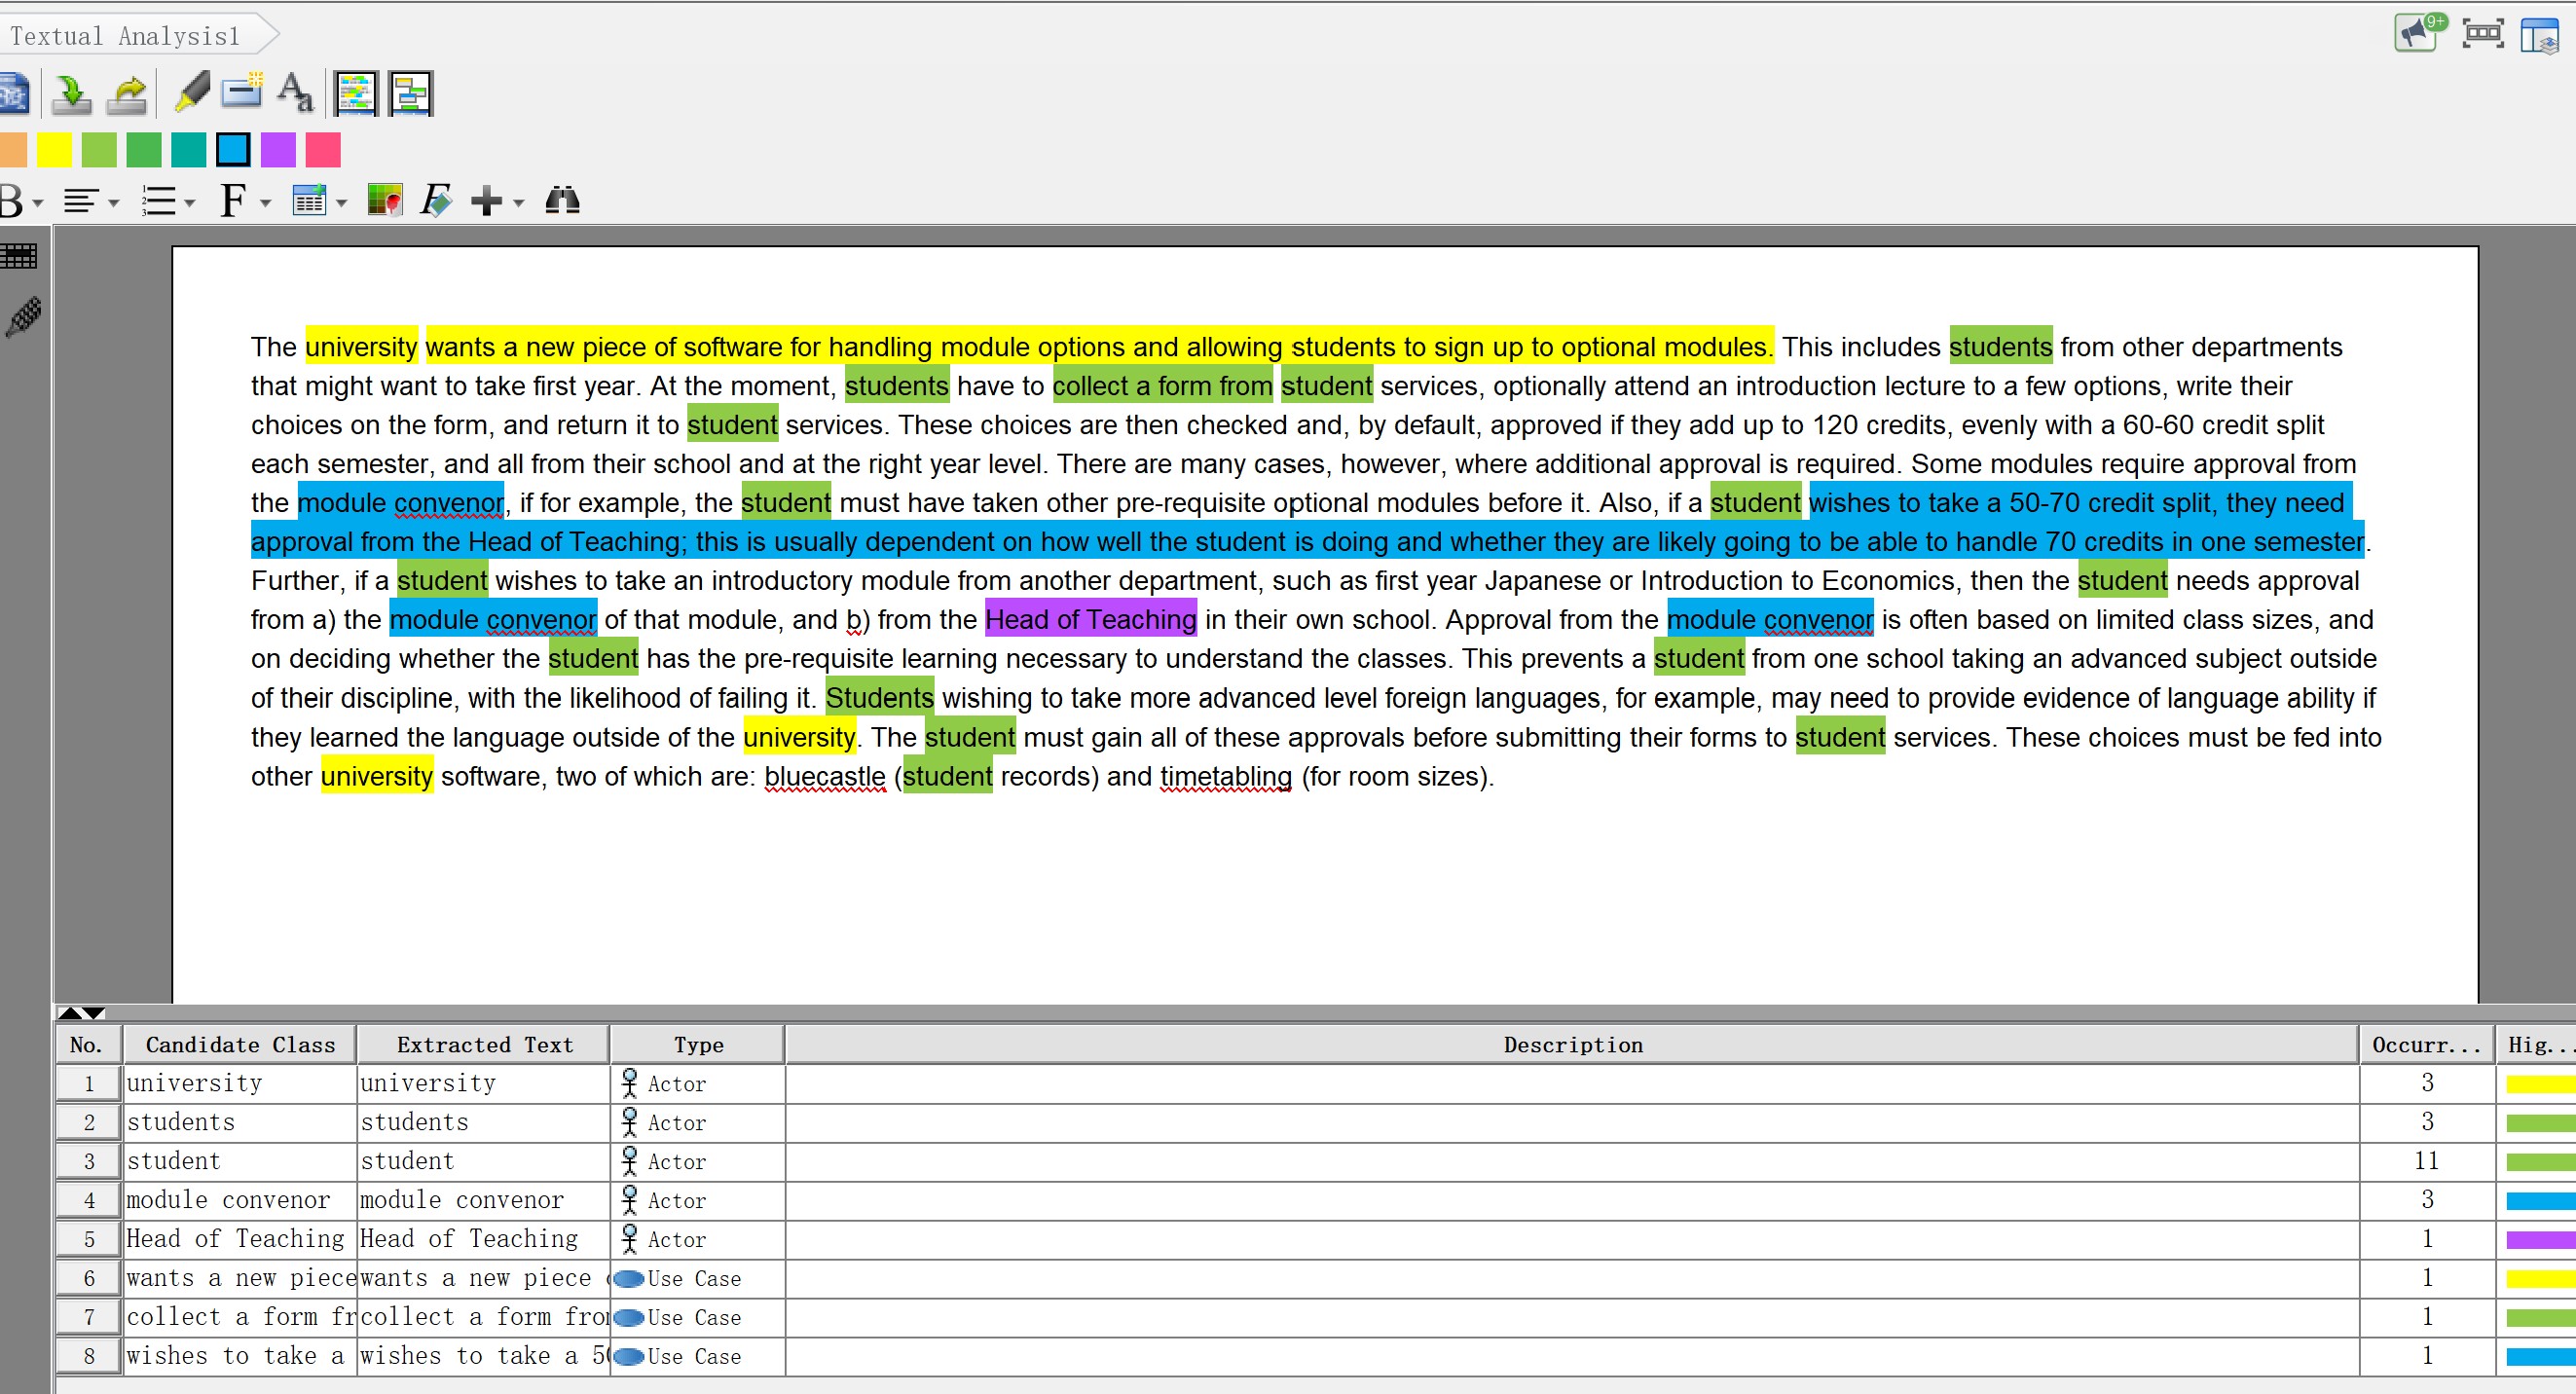 Textual Analysis1
9+
B
F
The university wants a new piece of software for handling module options and allowing students to sign up to optional modules. This includes students from other departments
that might want to take first year. At the moment, students have to collect a form from student services, optionally attend an introduction lecture to a few options, write their
choices on the form, and return it to student services. These choices are then checked and, by default, approved if they add up to 120 credits, evenly with a 60-60 credit split
each semester, and all from their school and at the right year level. There are many cases, however, where additional approval is required. Some modules require approval from
the module convenor, if for example, the student must have taken other pre-requisite optional modules before it. Also, if a student wishes to take a 50-70 credit split, they need
approval from the Head of Teaching; this is usually dependent on how well the student is doing and whether they are likely going to be able to handle 70 credits in one semester.
Further, if a student wishes to take an introductory module from another department, such as first year Japanese or Introduction to Economics, then the student needs approval
from a) the module convenor of that module, and b) from the Head of Teaching in their own school. Approval from the module convenor is often based on limited class sizes, and
on deciding whether the student has the pre-requisite learning necessary to understand the classes. This prevents a student from one school taking an advanced subject outside
of their discipline, with the likelihood of failing it. Students wishing to take more advanced level foreign languages, for example, may need to provide evidence of language ability if
they learned the language outside of the university. The student must gain all of these approvals before submitting their forms to student services. These choices must be fed into
other university software, two of which are: bluecastle (student records) and timetabling (for room sizes).
No. Candidate Class Extracted Text Type Description Occurr... Hig...
1 university university Actor 3
2 students students Actor 3
3 student student Actor 11
4 module convenor module convenor Actor 3
5 Head of Teaching Head of Teaching Actor 1
6 wants a new piece wants a new piece Use Case 1
7 collect a form fr collect a form from Use Case 1
8 wishes to take a wishes to take a 50 Use Case 1